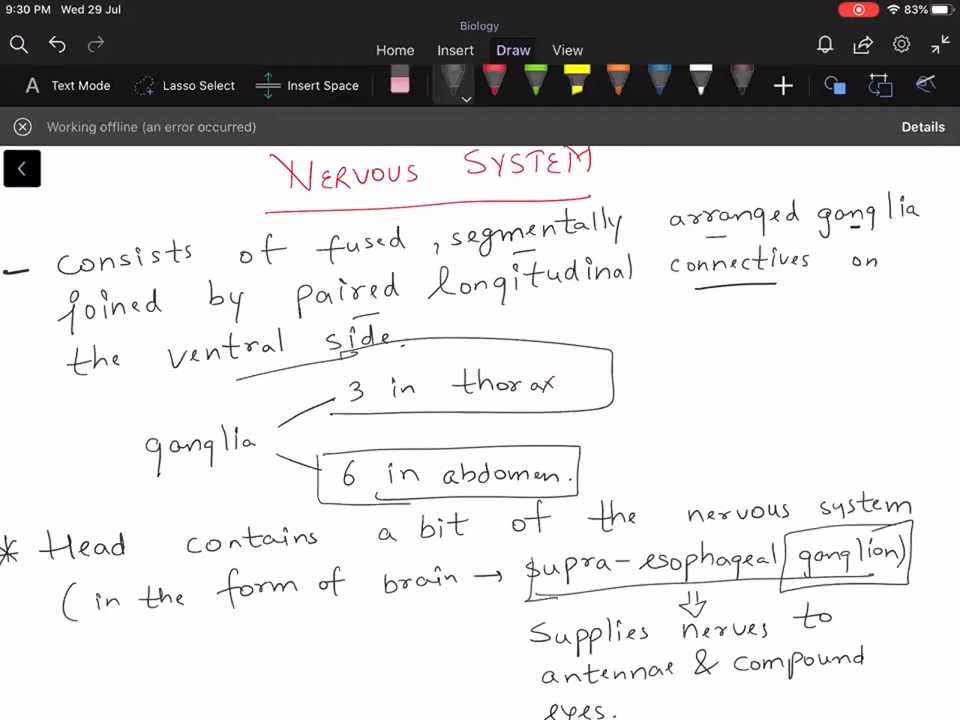 9:30 PM Wed 29 Jul
83%
Biology
Home Insert Draw View
Text Mode Lasso Select Insert Space
Working offline (an error occurred) Details
NERVOUS SYSTEM
- Consists of fused, segmentally arranged ganglia
joined by paired longitudinal connectives on
the ventral side.
3 in thorax
ganglia
6 in abdomen.
* Head contains a bit of the nervous system
(in the form of brain → supra-esophageal ganglion)
⇓
Supplies nerves to
antennae & compound
eyes.